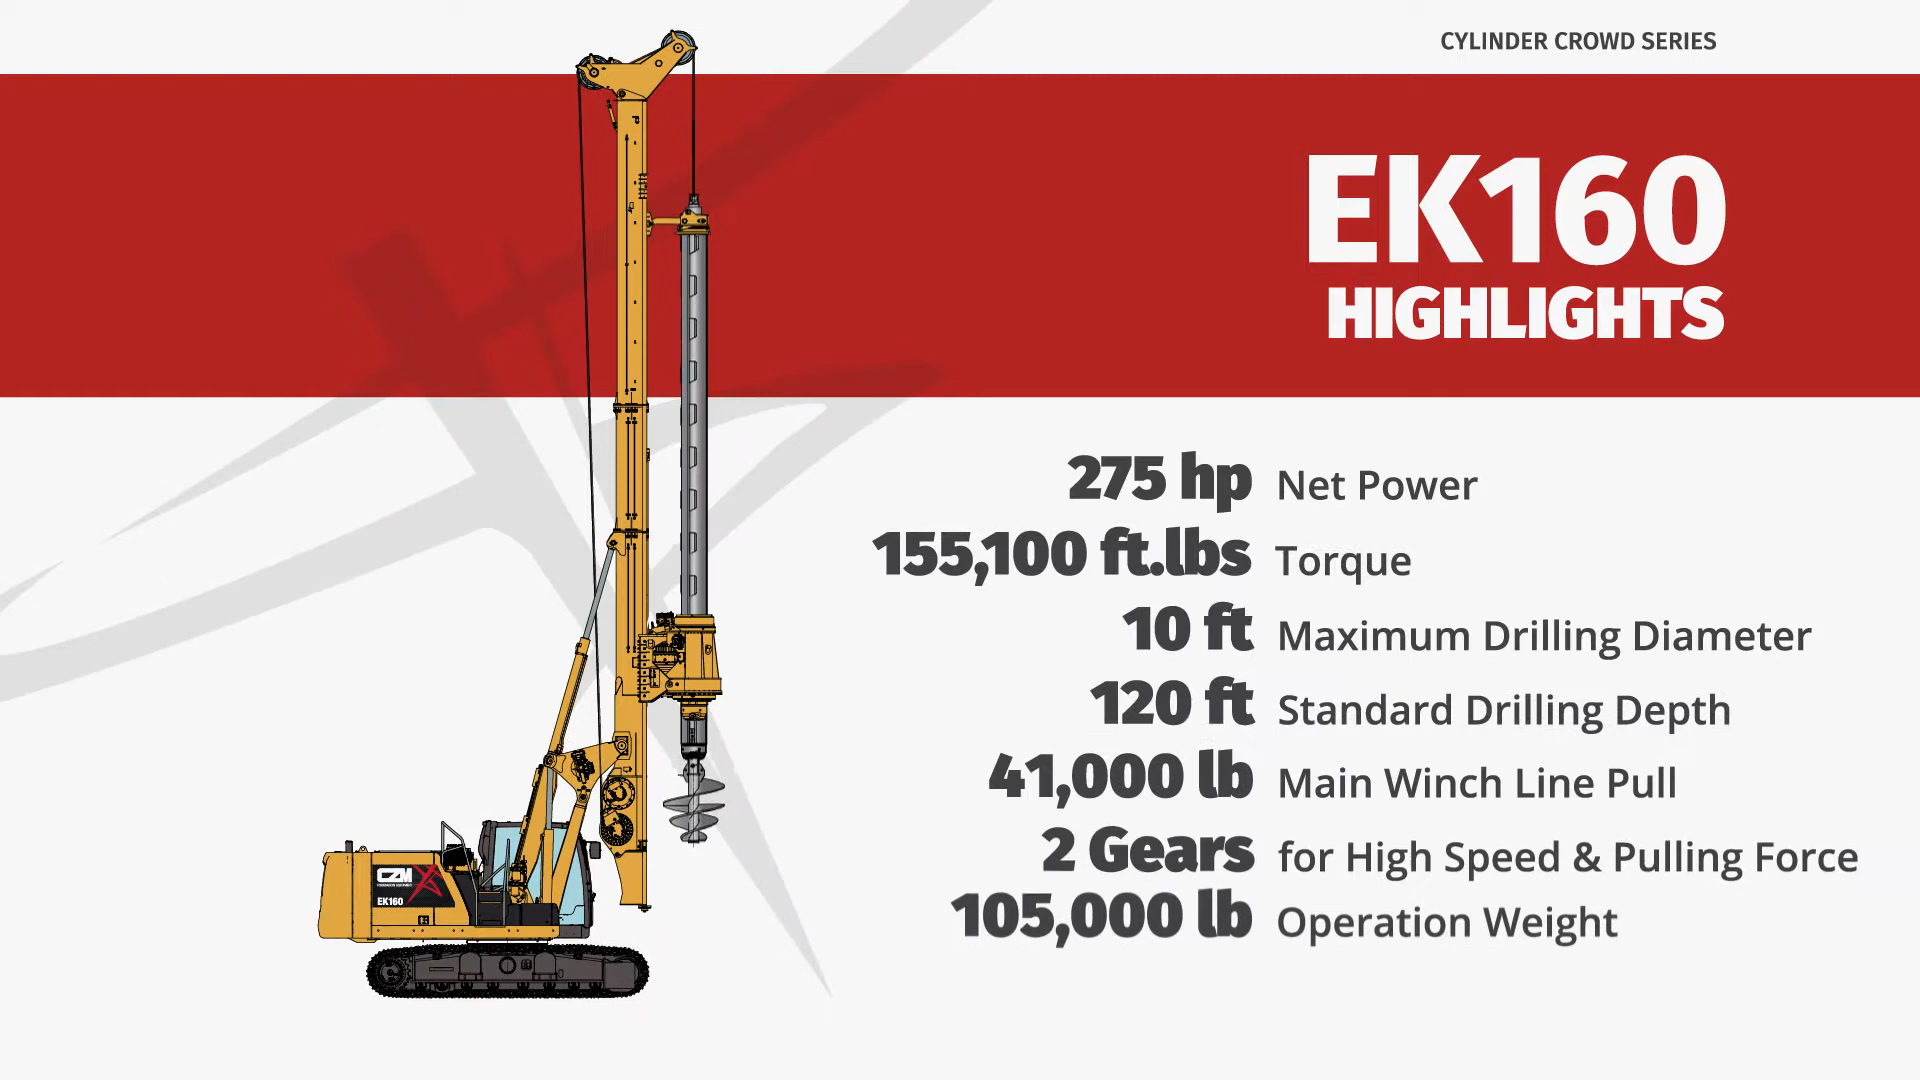 CYLINDER CROWD SERIES
EK160
HIGHLIGHTS
275 hp Net Power
155,100 ft.lbs Torque
10 ft Maximum Drilling Diameter
120 ft Standard Drilling Depth
41,000 lb Main Winch Line Pull
2 Gears for High Speed & Pulling Force
105,000 lb Operation Weight
CZM
FOUNDATION EQUIPMENT
EK160